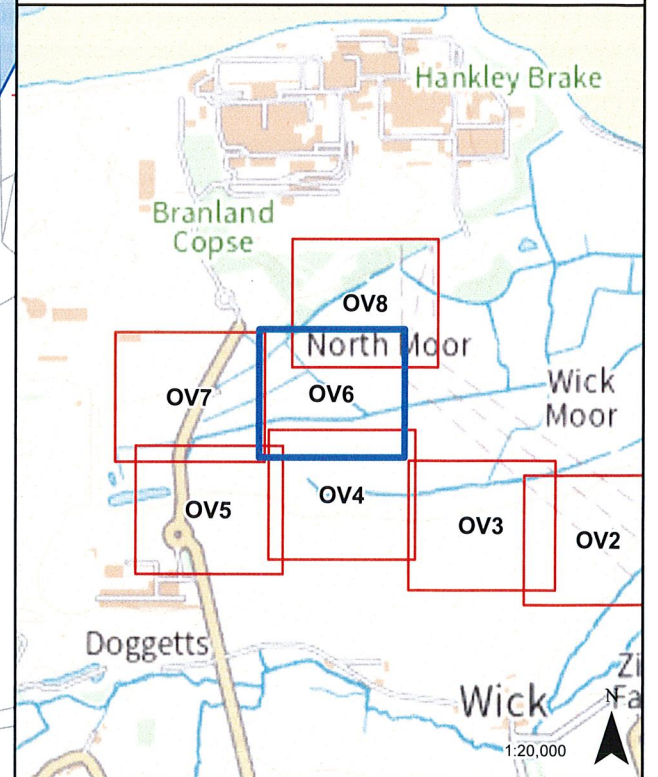 Hankley Brake
Branland
Copse
OV8
North Moor
OV7
OV6
Wick
Moor
OV5
OV4
OV3
OV2
Doggetts
Wick
N
1:20,000